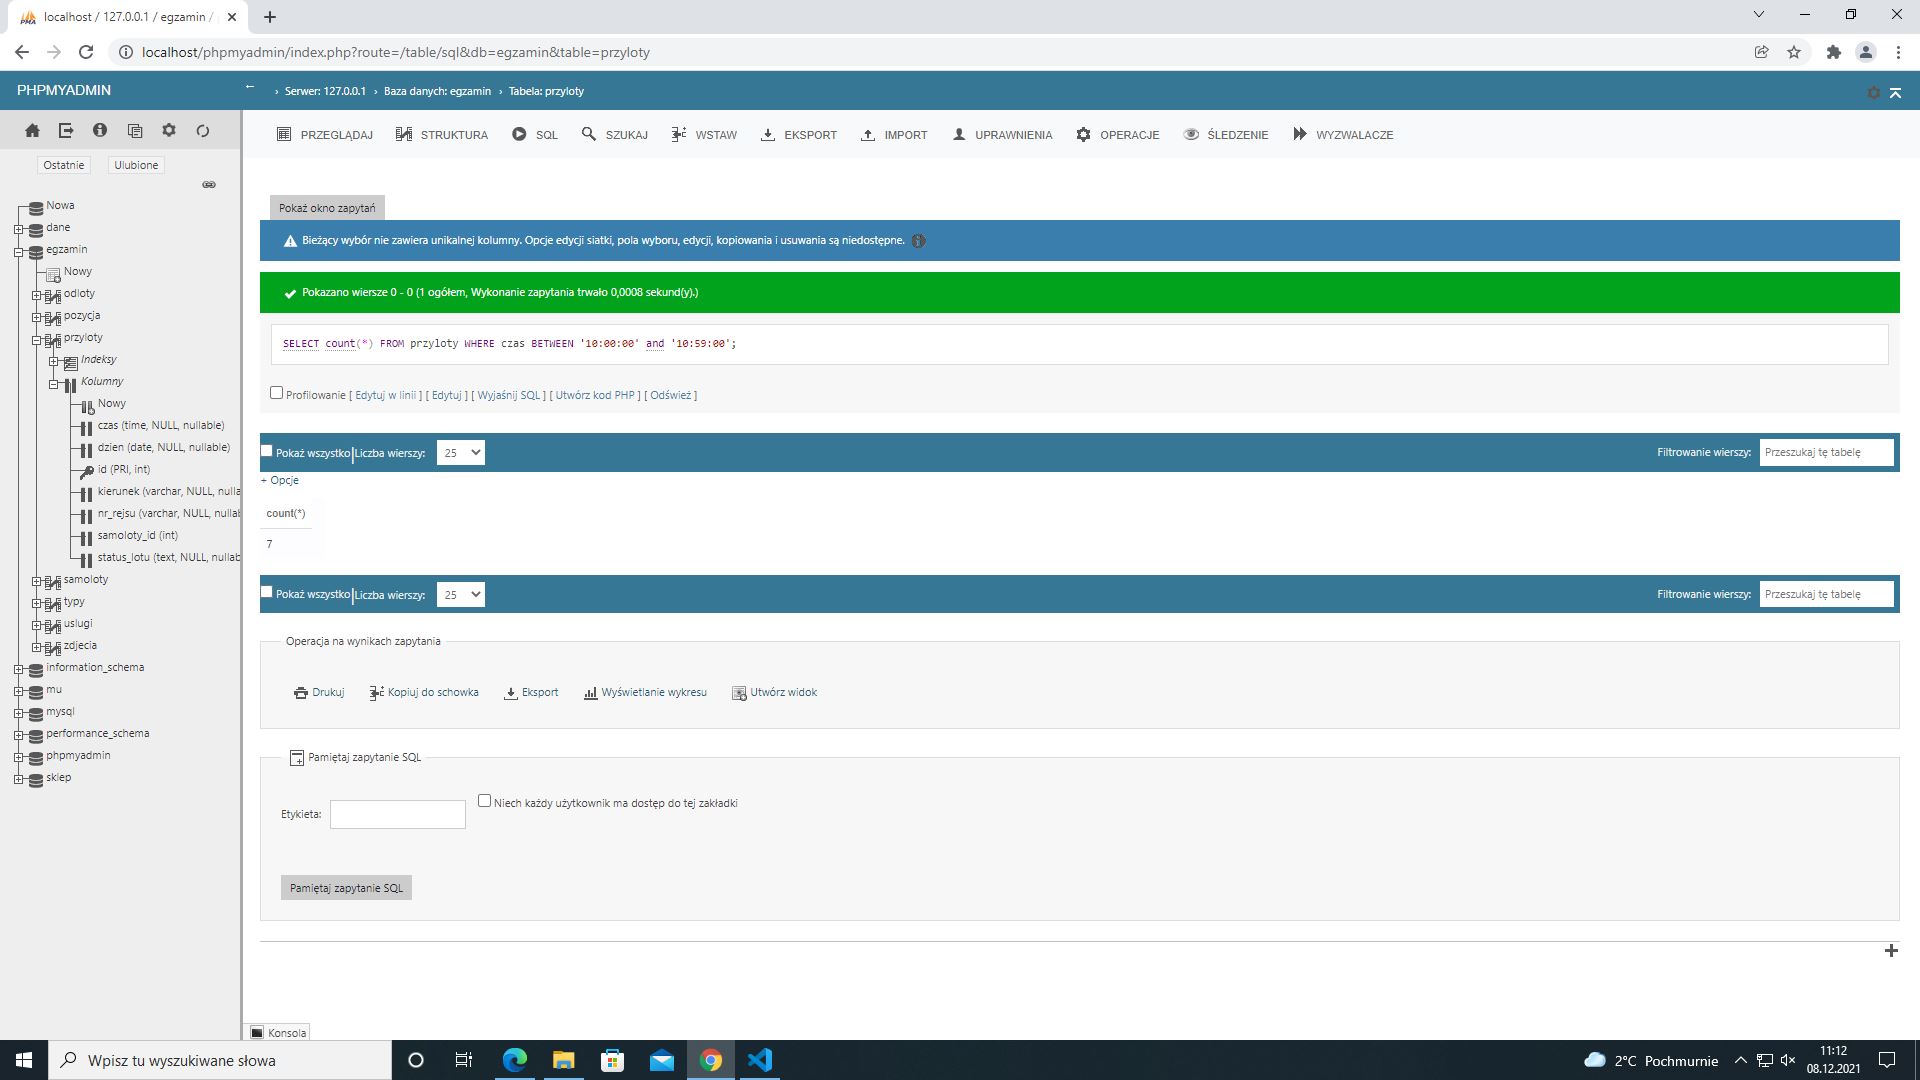 localhost / 127.0.0.1 / egzamin /
localhost/phpmyadmin/index.php?route=/table/sql&db=egzamin&table=przyloty
PHPMYADMIN
← › Serwer: 127.0.0.1 › Baza danych: egzamin › Tabela: przyloty
PRZEGLĄDAJ STRUKTURA SQL SZUKAJ WSTAW EKSPORT IMPORT UPRAWNIENIA OPERACJE ŚLEDZENIE WYZWALACZE
Ostatnie Ulubione
Nowa
dane
egzamin
Nowy
odloty
pozycja
przyloty
Indeksy
Kolumny
Nowy
czas (time, NULL, nullable)
dzien (date, NULL, nullable)
id (PRI, int)
kierunek (varchar, NULL, nulla
nr_rejsu (varchar, NULL, nullab
samoloty_id (int)
status_lotu (text, NULL, nullab
samoloty
typy
uslugi
zdjecia
information_schema
mu
mysql
performance_schema
phpmyadmin
sklep
Pokaż okno zapytań
Bieżący wybór nie zawiera unikalnej kolumny. Opcje edycji siatki, pola wyboru, edycji, kopiowania i usuwania są niedostępne.
Pokazano wiersze 0 - 0 (1 ogółem, Wykonanie zapytania trwało 0,0008 sekund(y).)
SELECT count(*) FROM przyloty WHERE czas BETWEEN '10:00:00' and '10:59:00';
Profilowanie [ Edytuj w linii ] [ Edytuj ] [ Wyjaśnij SQL ] [ Utwórz kod PHP ] [ Odśwież ]
Pokaż wszystko | Liczba wierszy: 25 Filtrowanie wierszy: Przeszukaj tę tabelę
+ Opcje
count(*)
7
Pokaż wszystko | Liczba wierszy: 25 Filtrowanie wierszy: Przeszukaj tę tabelę
Operacja na wynikach zapytania
Drukuj Kopiuj do schowka Eksport Wyświetlanie wykresu Utwórz widok
Pamiętaj zapytanie SQL
Etykieta: Niech każdy użytkownik ma dostęp do tej zakładki
Pamiętaj zapytanie SQL
Konsola
Wpisz tu wyszukiwane słowa
2°C Pochmurnie
11:12
08.12.2021